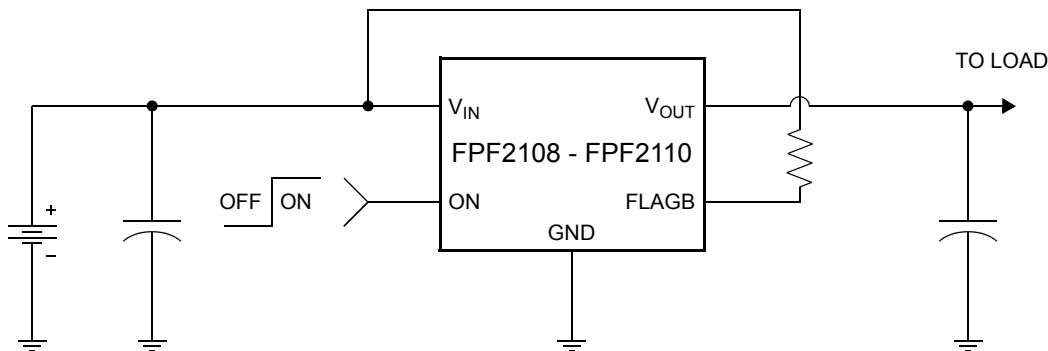 TO LOAD
V_IN
V_OUT
FPF2108 - FPF2110
OFF
ON
ON
FLAGB
GND
+
–